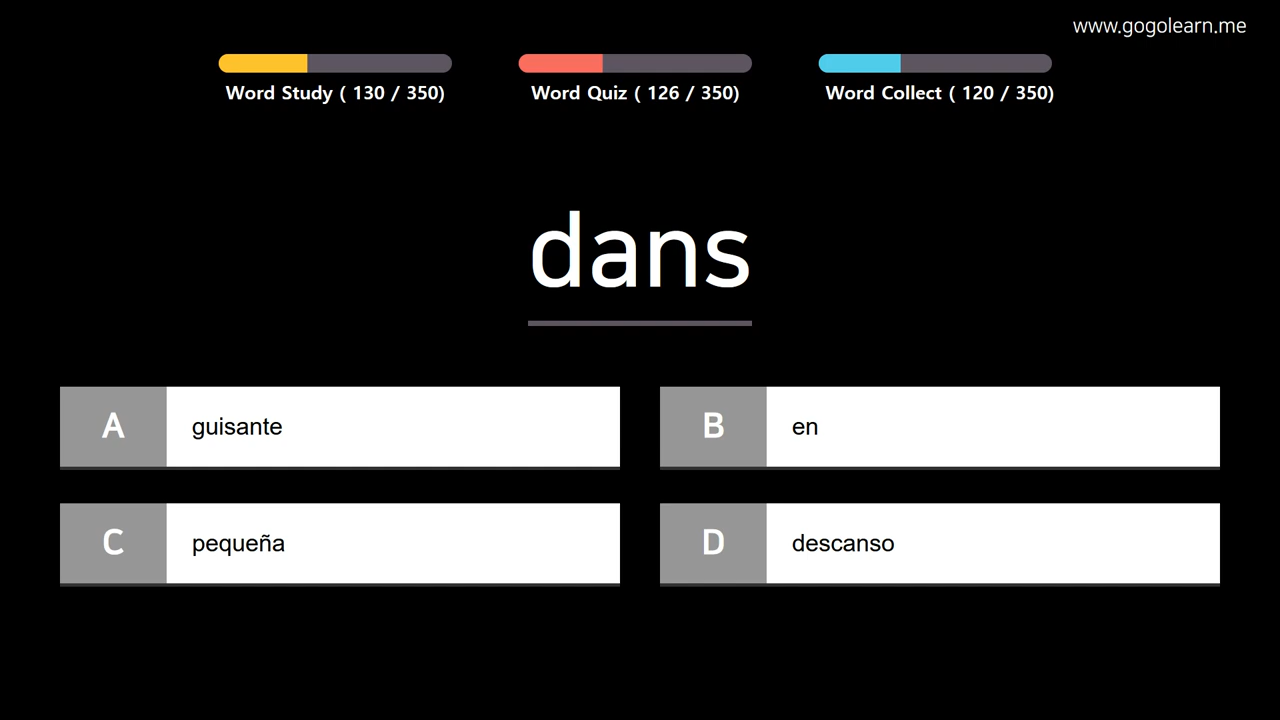 www.gogolearn.me
Word Study ( 130 / 350)
Word Quiz ( 126 / 350)
Word Collect ( 120 / 350)
dans
A guisante
B en
C pequeña
D descanso